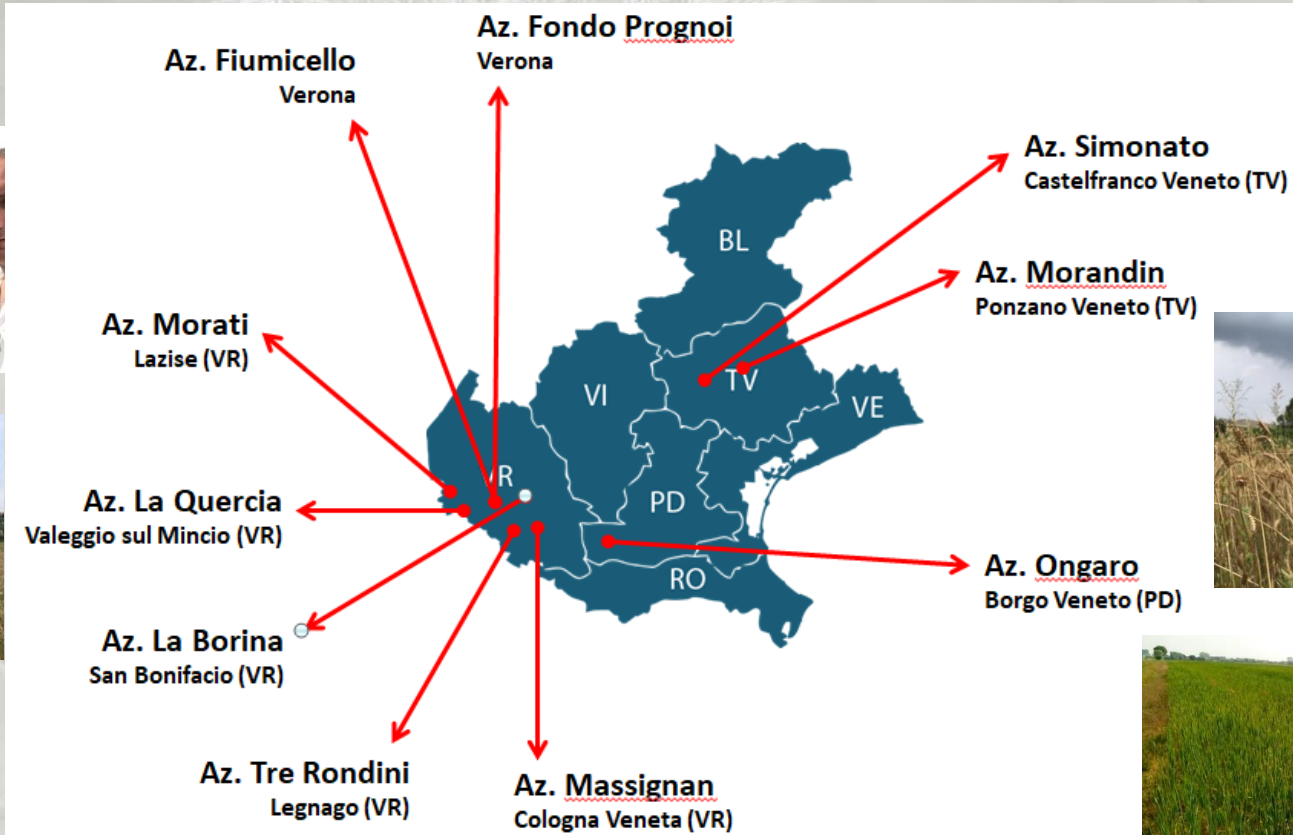 Az. Fondo Prognoi
Verona
Az. Fiumicello
Verona
Az. Simonato
Castelfranco Veneto (TV)
BL
Az. Morandin
Ponzano Veneto (TV)
Az. Morati
Lazise (VR)
TV
VI
VE
VR
Az. La Quercia
Valeggio sul Mincio (VR)
PD
Az. Ongaro
Borgo Veneto (PD)
RO
Az. La Borina
San Bonifacio (VR)
Az. Tre Rondini
Legnago (VR)
Az. Massignan
Cologna Veneta (VR)